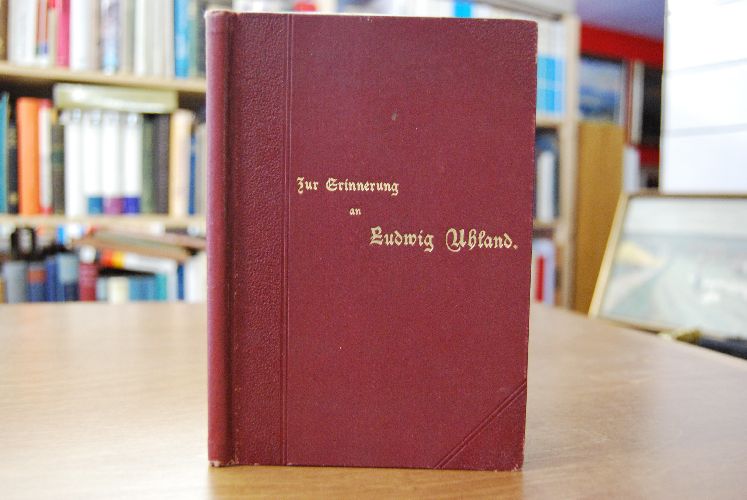 Zur Erinnerung
an
Ludwig Uhland.